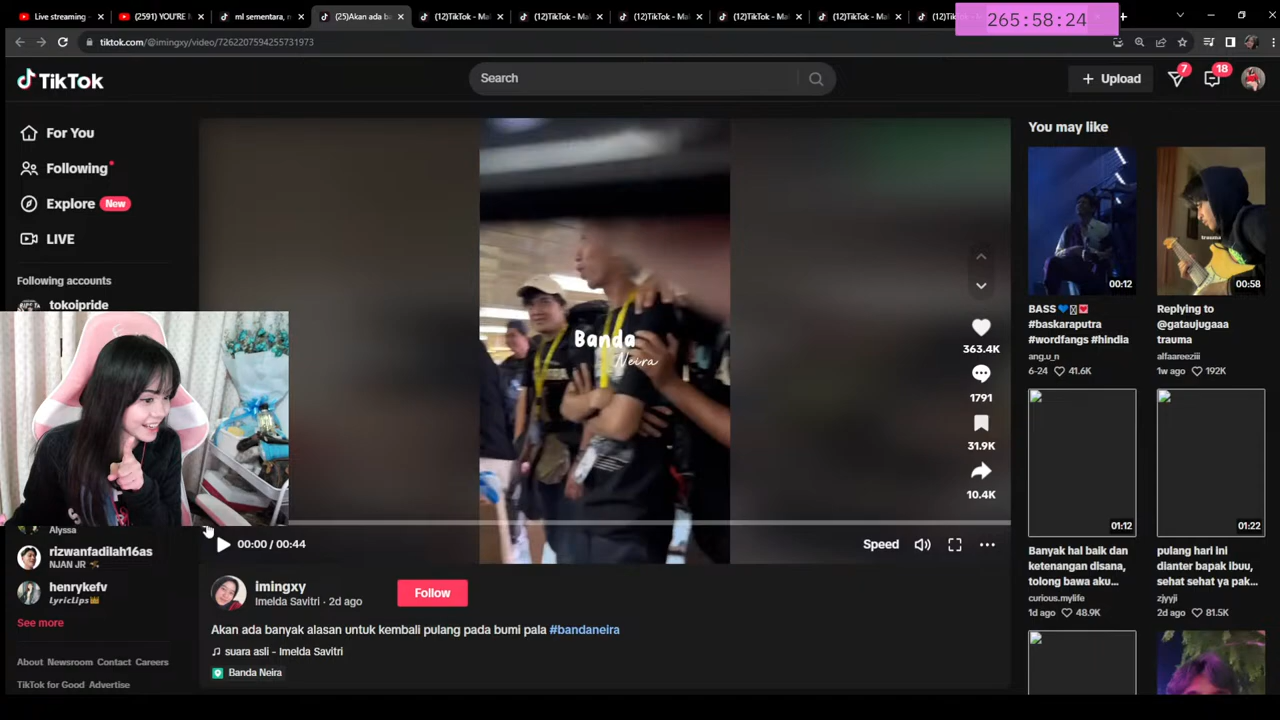 Live streaming
(2591) YOU'RE
ml sementara, n
(25)Akan ada ba
(12)TikTok - Ma
(12)TikTok - M
(12)TikTok - Ma
(12)TikTok - Ma
(12)TikTok - Ma
265:58:24
tiktok.com/@imingxy/video/7262207594255731973
TikTok
Search
Upload
7
18
For You
Following
Explore
New
LIVE
Following accounts
tokoipride
Alyssa
rizwanfadilah16as
NJAN JR
henrykefv
LyricLips
See more
About Newsroom Contact Careers
TikTok for Good Advertise
Banda
Neira
363.4K
1791
31.9K
10.4K
00:00 / 00:44
Speed
imingxy
Imelda Savitri · 2d ago
Follow
Akan ada banyak alasan untuk kembali pulang pada bumi pala #bandaneira
suara asli - Imelda Savitri
Banda Neira
You may like
00:12
BASS
#baskaraputra
#wordfangs #hindia
ang.u_n
6-24 41.6K
trauma
00:58
Replying to
@gataujugaaa
trauma
alfaareeziii
1w ago 192K
01:12
Banyak hal baik dan
ketenangan disana,
tolong bawa aku...
curious.mylife
1d ago 48.9K
01:22
pulang hari ini
dianter bapak ibuu,
sehat sehat ya pak...
zjyyji
2d ago 81.5K